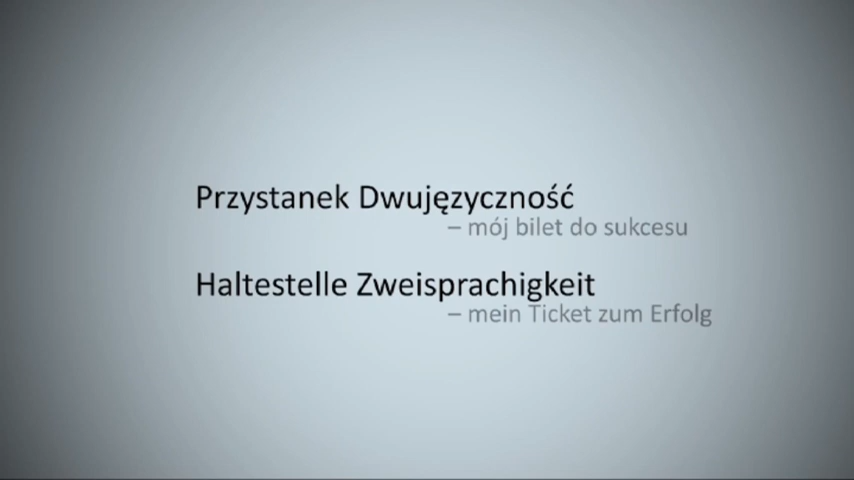 Przystanek Dwujęzyczność
– mój bilet do sukcesu
Haltestelle Zweisprachigkeit
– mein Ticket zum Erfolg